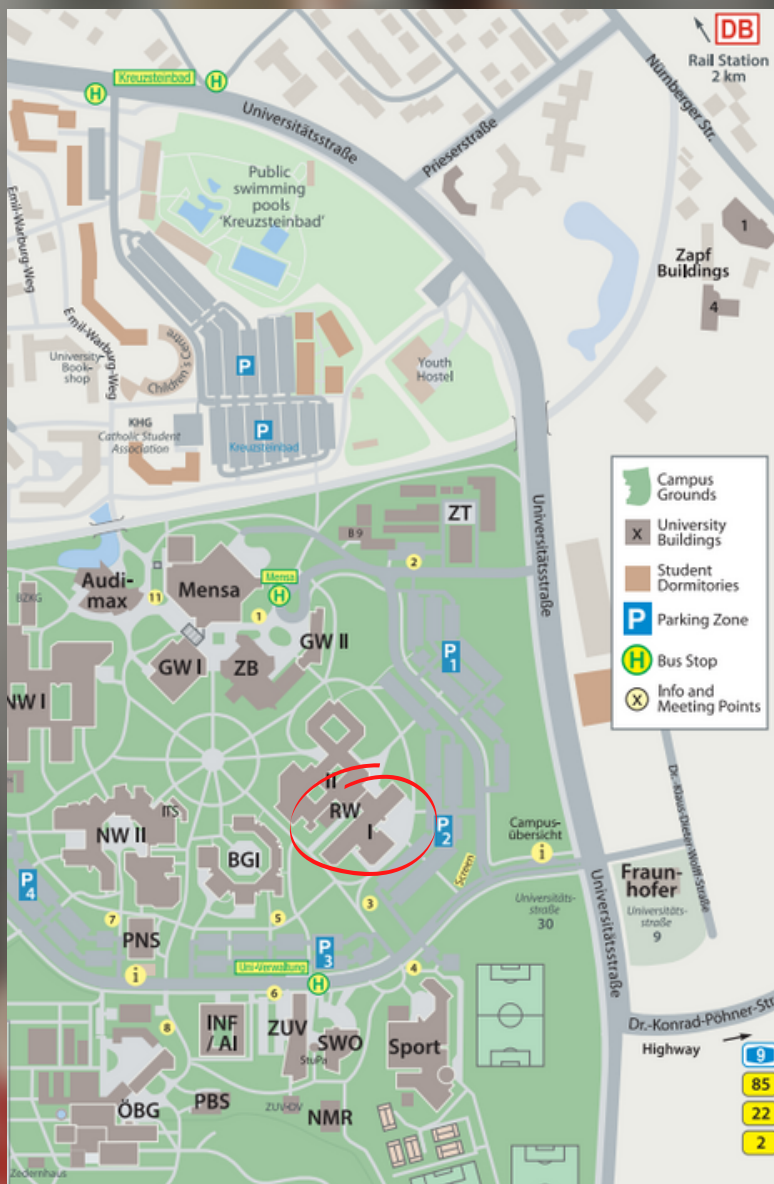 DB
Rail Station
2 km
Kreuzsteinbad
H
H
Universitätsstraße
Nürnberger Str.
Prieserstraße
Public
swimming
pools
'Kreuzsteinbad'
Emil-Warburg-Weg
1
Zapf
Buildings
4
Emil-Warburg-Weg
University
Book-
shop
Children's Centre
P
Youth
Hostel
KHG
Catholic Student
Association
P
Kreuzsteinbad
Campus
Grounds
X
University
Buildings
Student
Dormitories
P
Parking Zone
H
Bus Stop
X
Info and
Meeting Points
Universitätsstraße
ZT
B 9
2
Audi-
max
Mensa
Mensa
H
BZKG
11
1
GW II
GW I
ZB
P
1
NW I
II
RW
I
ITS
NW II
BGI
P
2
Campus-
übersicht
i
Screen
P
4
Dr.-Klaus-Dieter-Wolff-Straße
Fraun-
hofer
Universitäts-
straße
9
Universitäts-
straße
30
Universitätsstraße
3
7
5
PNS
P
3
i
Uni-Verwaltung
H
4
6
8
INF
/ AI
ZUV
SWO
StuPa
Sport
Dr.-Konrad-Pöhner-Str
Highway
9
85
22
2
ÖBG
PBS
ZUV-DV
NMR
Zedernhaus